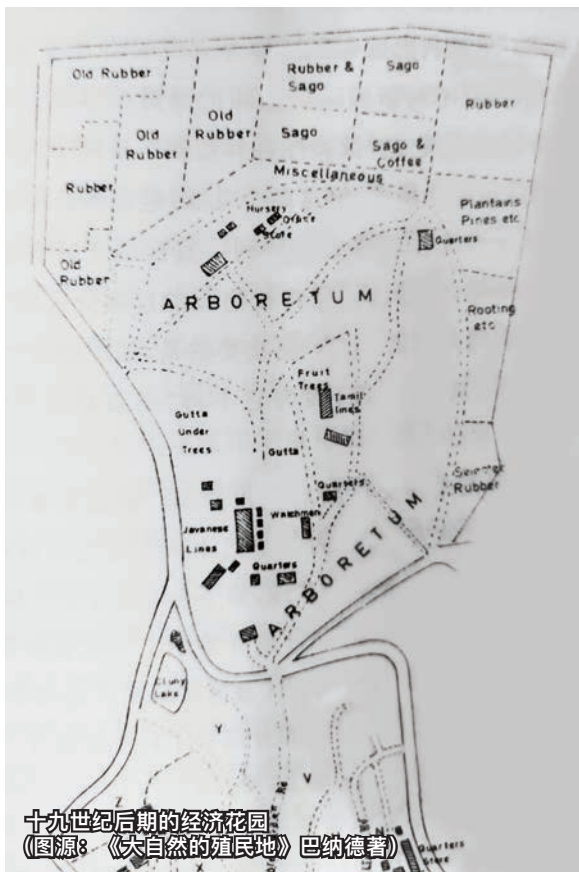 Old Rubber
Rubber &
Sago
Sago
Rubber
Old
Rubber
Old
Rubber
Sago
Sago &
Coffee
Miscellaneous
Rubber
Plantains
Pines etc
Nursery
Office
Quarters
Old
Rubber
ARBORETUM
Rooting
etc
Fruit
Trees
Tamil
lines
Gutta
Under
Trees
Gutta
Rubber
Quarters
Javanese
Lines
Watchmen
Quarters
ARBORETUM
Cluny
Lake
Y
V
Z
X
Quarters
Store
十九世纪后期的经济花园
(图源：《大自然的殖民地》巴纳德著)